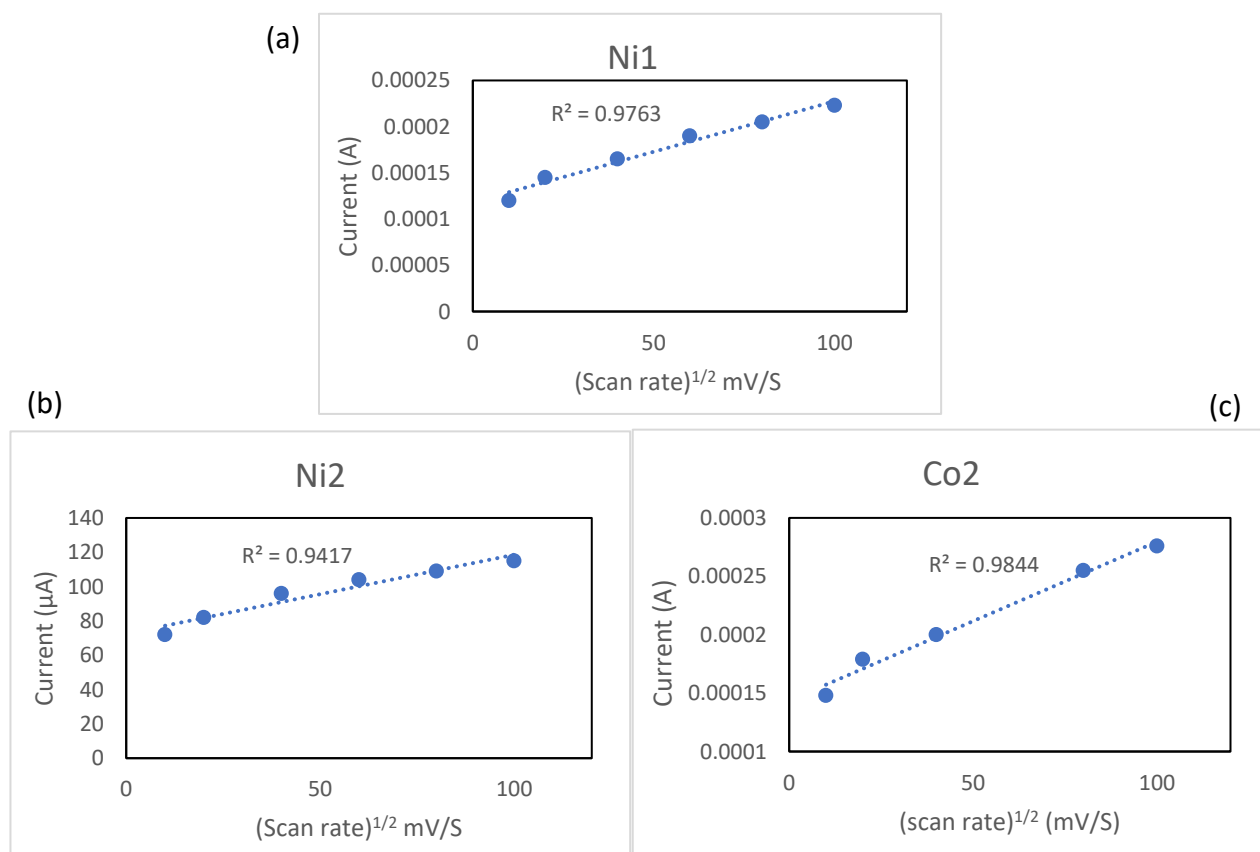 (a)
Ni1
R² = 0.9763
Current (A)
0.00025
0.0002
0.00015
0.0001
0.00005
0
0 50 100
(Scan rate)^1/2 mV/S
(b)
Ni2
R² = 0.9417
Current (µA)
140
120
100
80
60
40
20
0
0 50 100
(Scan rate)^1/2 mV/S
(c)
Co2
R² = 0.9844
Current (A)
0.0003
0.00025
0.0002
0.00015
0.0001
0 50 100
(scan rate)^1/2 (mV/S)